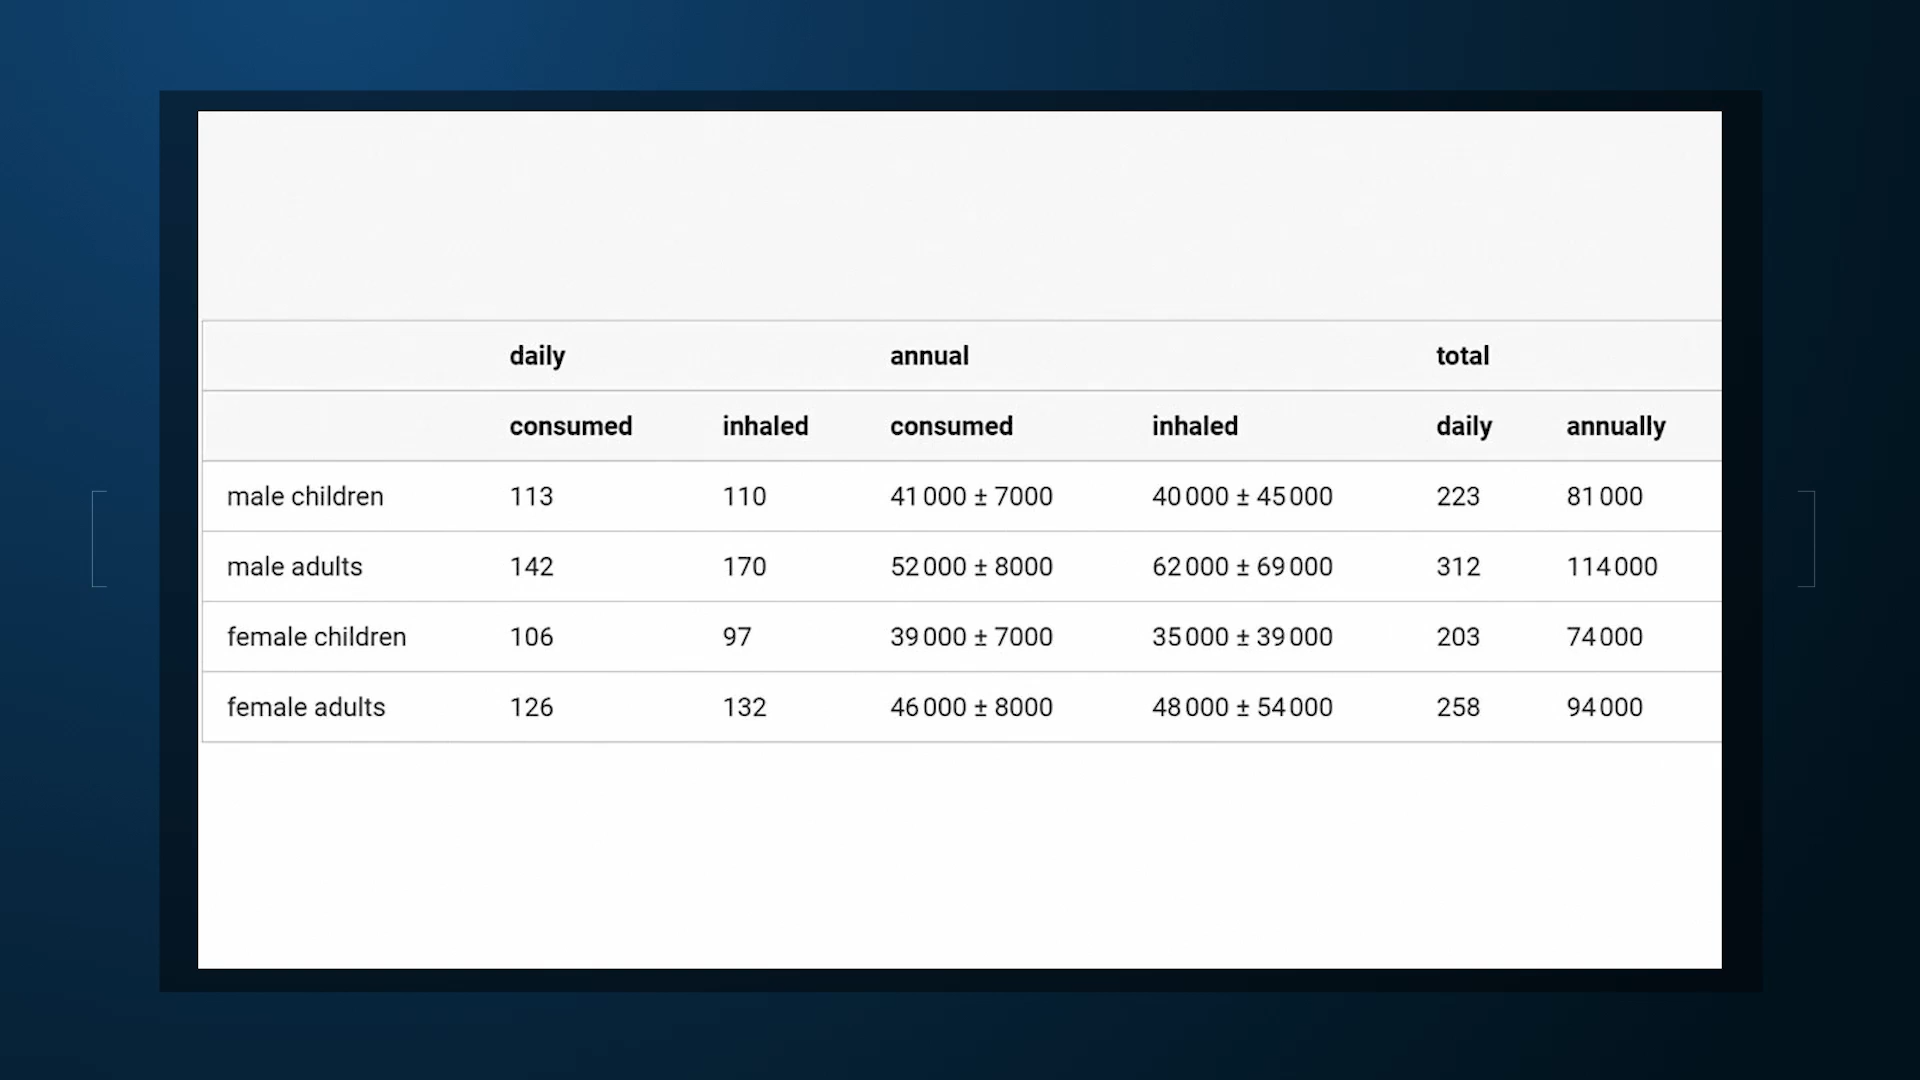 daily annual total
consumed inhaled consumed inhaled daily annually
male children 113 110 41 000 ± 7000 40 000 ± 45 000 223 81 000
male adults 142 170 52 000 ± 8000 62 000 ± 69 000 312 114 000
female children 106 97 39 000 ± 7000 35 000 ± 39 000 203 74 000
female adults 126 132 46 000 ± 8000 48 000 ± 54 000 258 94 000